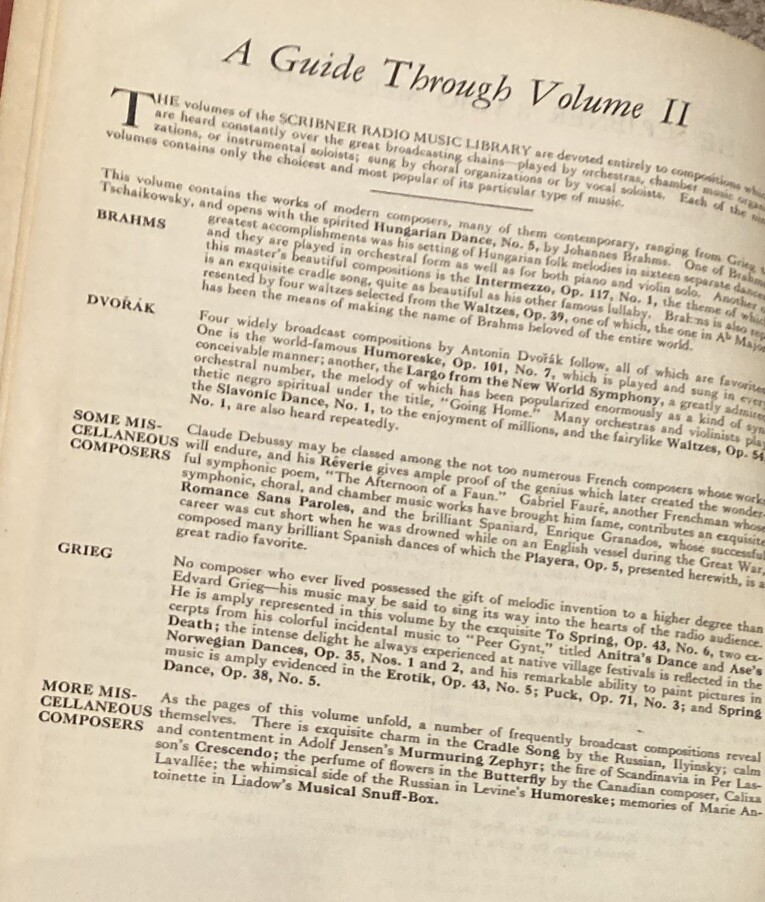 A Guide Through Volume II
THE volumes of the SCRIBNER RADIO MUSIC LIBRARY are devoted entirely to compositions whic
are heard constantly over the great broadcasting chains—played by orchestras, chamber music organ
zations, or instrumental soloists; sung by choral organizations or by vocal soloists. Each of the
volumes contains only the choicest and most popular of its particular type of music.
This volume contains the works of modern composers, many of them contemporary, ranging from Grieg
Tschaikowsky, and opens with the spirited Hungarian Dance, No. 5, by Johannes Brahms. One of Brahm
BRAHMS greatest accomplishments was his setting of Hungarian folk melodies in sixteen separate dances
and they are played in orchestral form as well as for both piano and violin solo. Another of
this master's beautiful compositions is the Intermezzo, Op. 117, No. 1, the theme of which
is an exquisite cradle song, quite as beautiful as his other famous lullaby. Brahms is also rep
resented by four waltzes selected from the Waltzes, Op. 39, one of which, the one in A♭ Major
has been the means of making the name of Brahms beloved of the entire world.
DVOŘÁK Four widely broadcast compositions by Antonin Dvořák follow, all of which are favorites
One is the world-famous Humoreske, Op. 101, No. 7, which is played and sung in every
conceivable manner; another, the Largo from the New World Symphony, a greatly admired
orchestral number, the melody of which has been popularized enormously as a kind of syn
thetic negro spiritual under the title, "Going Home." Many orchestras and violinists play
the Slavonic Dance, No. 1, to the enjoyment of millions, and the fairylike Waltzes, Op. 54
No. 1, are also heard repeatedly.
SOME MIS- Claude Debussy may be classed among the not too numerous French composers whose works
CELLANEOUS will endure, and his Rêverie gives ample proof of the genius which later created the wonder-
COMPOSERS ful symphonic poem, "The Afternoon of a Faun." Gabriel Fauré, another Frenchman whose
symphonic, choral, and chamber music works have brought him fame, contributes an exquisite
Romance Sans Paroles, and the brilliant Spaniard, Enrique Granados, whose successful
career was cut short when he was drowned while on an English vessel during the Great War,
composed many brilliant Spanish dances of which the Playera, Op. 5, presented herewith, is a
great radio favorite.
GRIEG No composer who ever lived possessed the gift of melodic invention to a higher degree than
Edvard Grieg—his music may be said to sing its way into the hearts of the radio audience.
He is amply represented in this volume by the exquisite To Spring, Op. 43, No. 6, two ex-
cerpts from his colorful incidental music to "Peer Gynt," titled Anitra's Dance and Ase's
Death; the intense delight he always experienced at native village festivals is reflected in the
Norwegian Dances, Op. 35, Nos. 1 and 2, and his remarkable ability to paint pictures in
music is amply evidenced in the Erotik, Op. 43, No. 5; Puck, Op. 71, No. 3; and Spring
Dance, Op. 38, No. 5.
MORE MIS- As the pages of this volume unfold, a number of frequently broadcast compositions reveal
CELLANEOUS themselves. There is exquisite charm in the Cradle Song by the Russian, Ilyinsky; calm
COMPOSERS and contentment in Adolf Jensen's Murmuring Zephyr; the fire of Scandinavia in Per Las-
son's Crescendo; the perfume of flowers in the Butterfly by the Canadian composer, Calixa
Lavallée; the whimsical side of the Russian in Levine's Humoreske; memories of Marie An-
toinette in Liadow's Musical Snuff-Box.